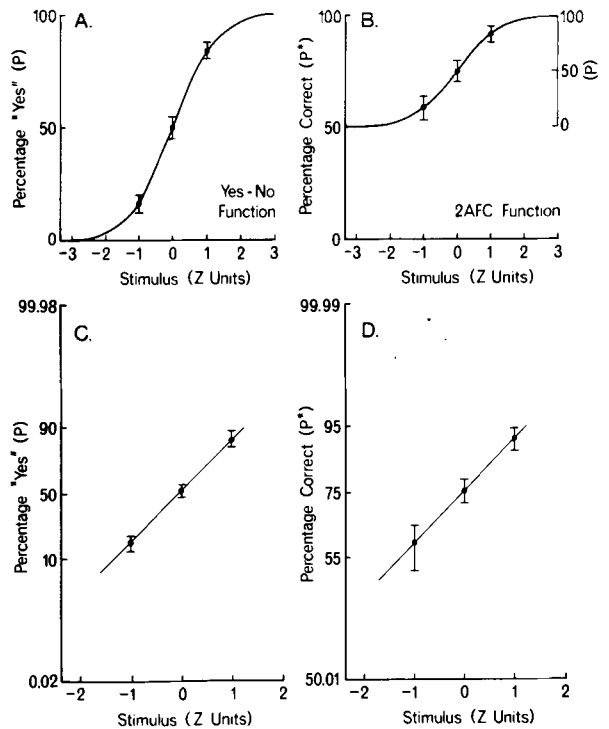 A.
100
50
0
Percentage "Yes" (P)
Yes-No
Function
-3 -2 -1 0 1 2 3
Stimulus (Z Units)
B.
100
50
0
Percentage Correct (P*)
100
50
0
(P)
2AFC Function
-3 -2 -1 0 1 2 3
Stimulus (Z Units)
C.
99.98
90
50
10
0.02
Percentage "Yes" (P)
-2 -1 0 1 2
Stimulus (Z Units)
D.
99.99
95
75
55
50.01
Percentage Correct (P*)
-2 -1 0 1 2
Stimulus (Z Units)